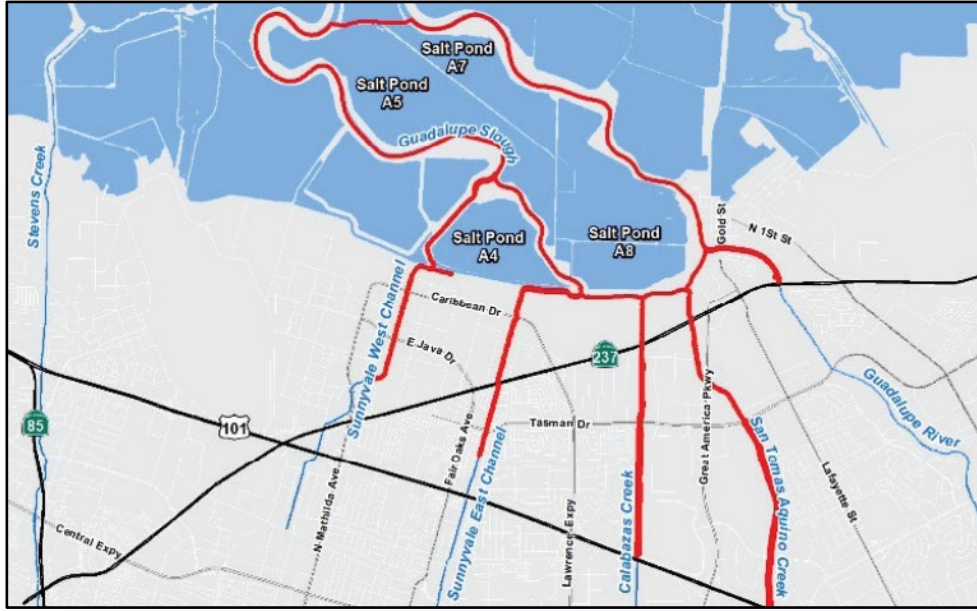 Salt Pond
A7
Salt Pond
A5
Guadalupe Slough
Stevens Creek
Salt Pond
A4
Salt Pond
A8
Gold St
N 1St St
Sunnyvale West Channel
Caribbean Dr
E Java Dr
237
Great America Pkwy
Guadalupe River
85
101
Fair Oaks Ave
Tasman Dr
San Tomas Aquino Creek
N Mathilda Ave
Sunnyvale East Channel
Lawrence Expy
Calabazas Creek
Lafayette St
Central Expy